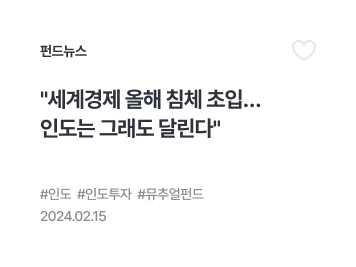 펀드뉴스
"세계경제 올해 침체 초입...
인도는 그래도 달린다"
#인도 #인도투자 #뮤추얼펀드
2024.02.15